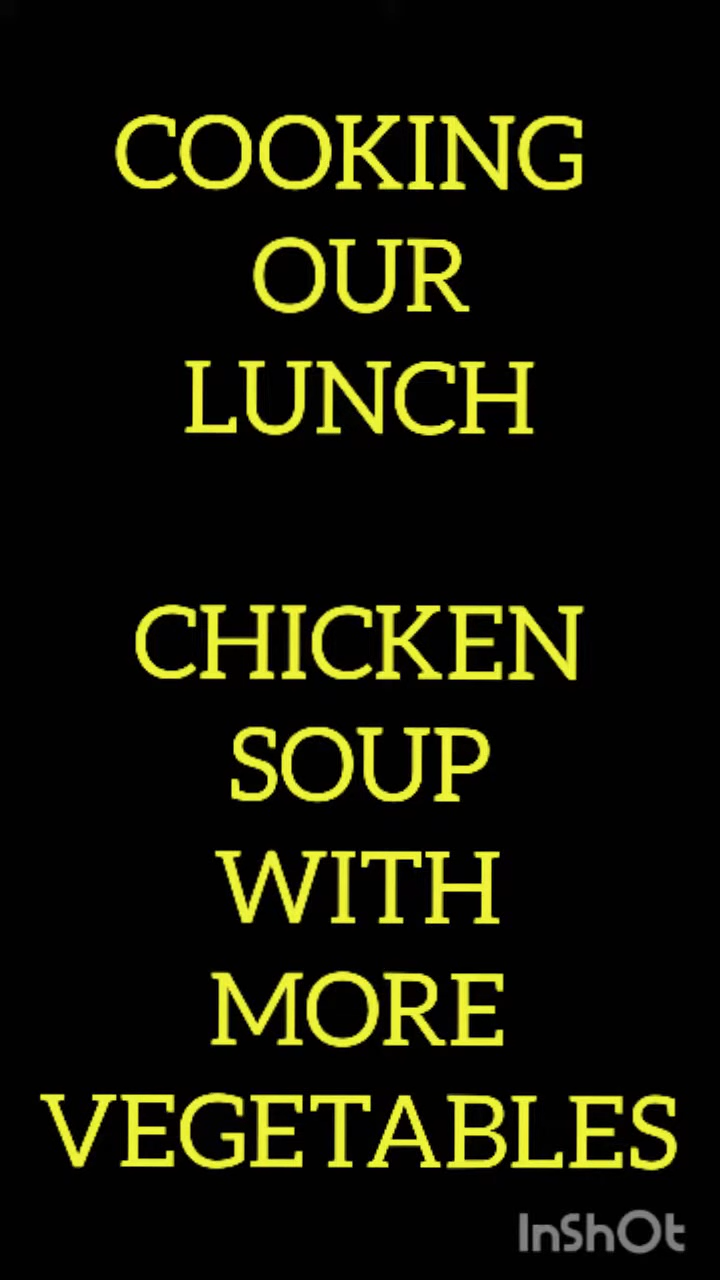 COOKING
OUR
LUNCH
CHICKEN
SOUP
WITH
MORE
VEGETABLES
InShOt